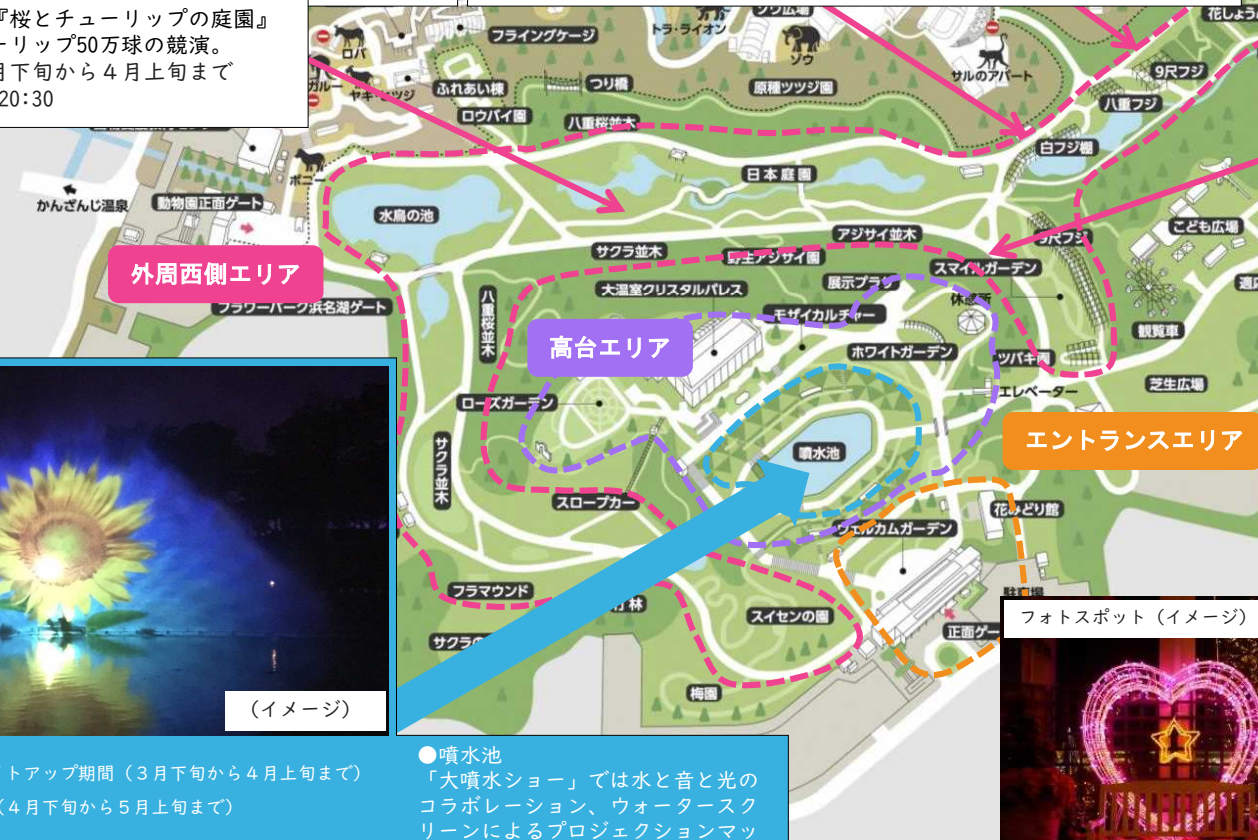 『桜とチューリップの庭園』
ーリップ50万球の競演。
月下旬から４月上旬まで
20:30
フライングケージ
トラ・ライオン
ゾウ広場
ゾウ
花しょう
ロバ
ガルー
ヤギ・ヒツジ
ふれあい棟
つり橋
原種ツツジ園
サルのアパート
9尺フジ
八重フジ
ロウバイ園
八重桜並木
白フジ棚
ポニー
日本庭園
かんざんじ温泉
動物園正面ゲート
水鳥の池
こども広場
アジサイ並木
9尺フジ
サクラ並木
野生アジサイ園
スマイルガーデン
外周西側エリア
フラワーパーク浜名湖ゲート
大温室クリスタルパレス
展示プラザ
休憩所
八重桜並木
モザイカルチャー
観覧車
高台エリア
ホワイトガーデン
ツバキ園
エレベーター
芝生広場
ローズガーデン
エントランスエリア
サクラ並木
噴水池
スロープカー
ウェルカムガーデン
花みどり館
フラマウンド
竹林
スイセンの園
駐車場
正面ゲー
サクラの
梅園
フォトスポット（イメージ）
（イメージ）
トアップ期間（３月下旬から４月上旬まで）
（４月下旬から５月上旬まで）
●噴水池
「大噴水ショー」では水と音と光の
コラボレーション、ウォータースク
リーンによるプロジェクションマッ